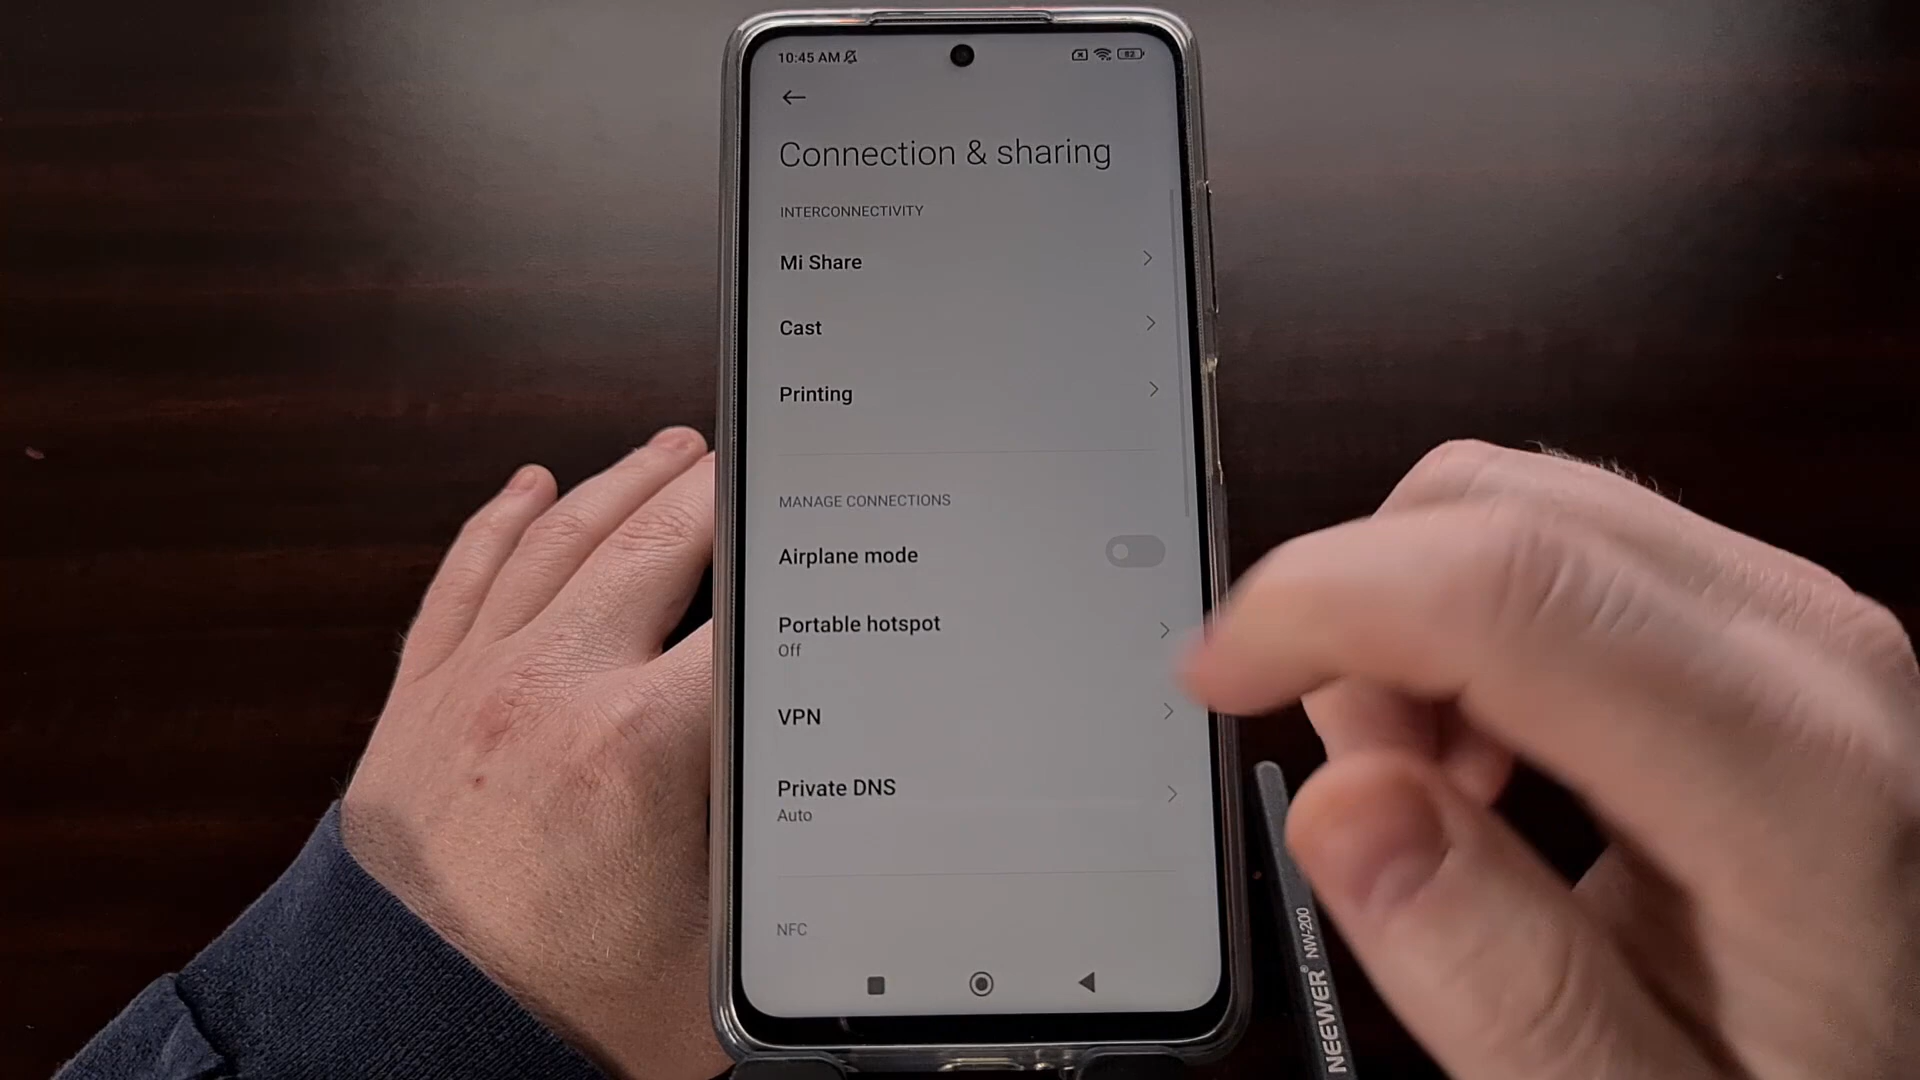 10:45 AM
82
Connection & sharing
INTERCONNECTIVITY
Mi Share
Cast
Printing
MANAGE CONNECTIONS
Airplane mode
Portable hotspot
Off
VPN
Private DNS
Auto
NFC
NEEWER® NW-200